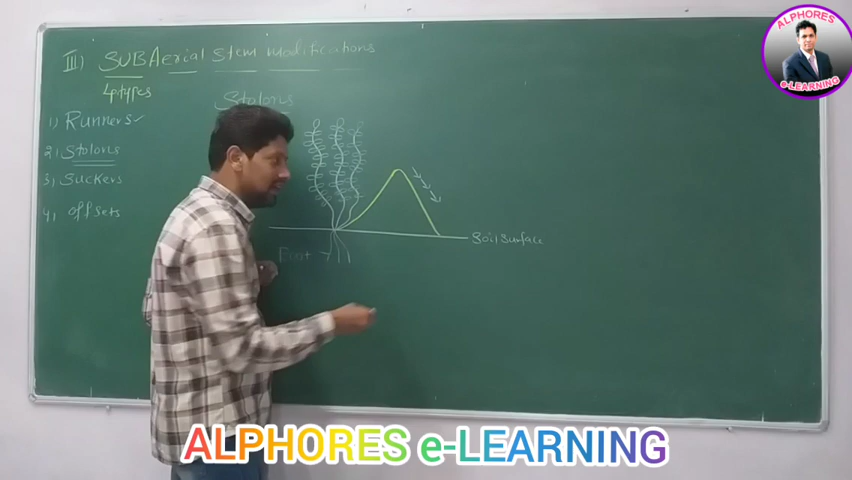 III) SUBAerial Stem modifications
4 types
Stolons
1) Runners ✓
2) Stolons
3) Suckers
4) offsets
Soil Surface
Root
ALPHORES
e-LEARNING
ALPHORES e-LEARNING